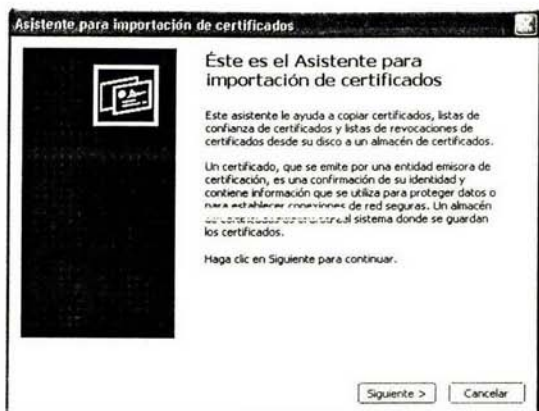 Asistente para importación de certificados
Éste es el Asistente para
importación de certificados
Este asistente le ayuda a copiar certificados, listas de
confianza de certificados y listas de revocaciones de
certificados desde su disco a un almacén de certificados.
Un certificado, que se emite por una entidad emisora de
certificación, es una confirmación de su identidad y
contiene información que se utiliza para proteger datos o
para establecer conexiones de red seguras. Un almacén
sistema donde se guardan
los certificados.
Haga clic en Siguiente para continuar.
Siguiente >
Cancelar